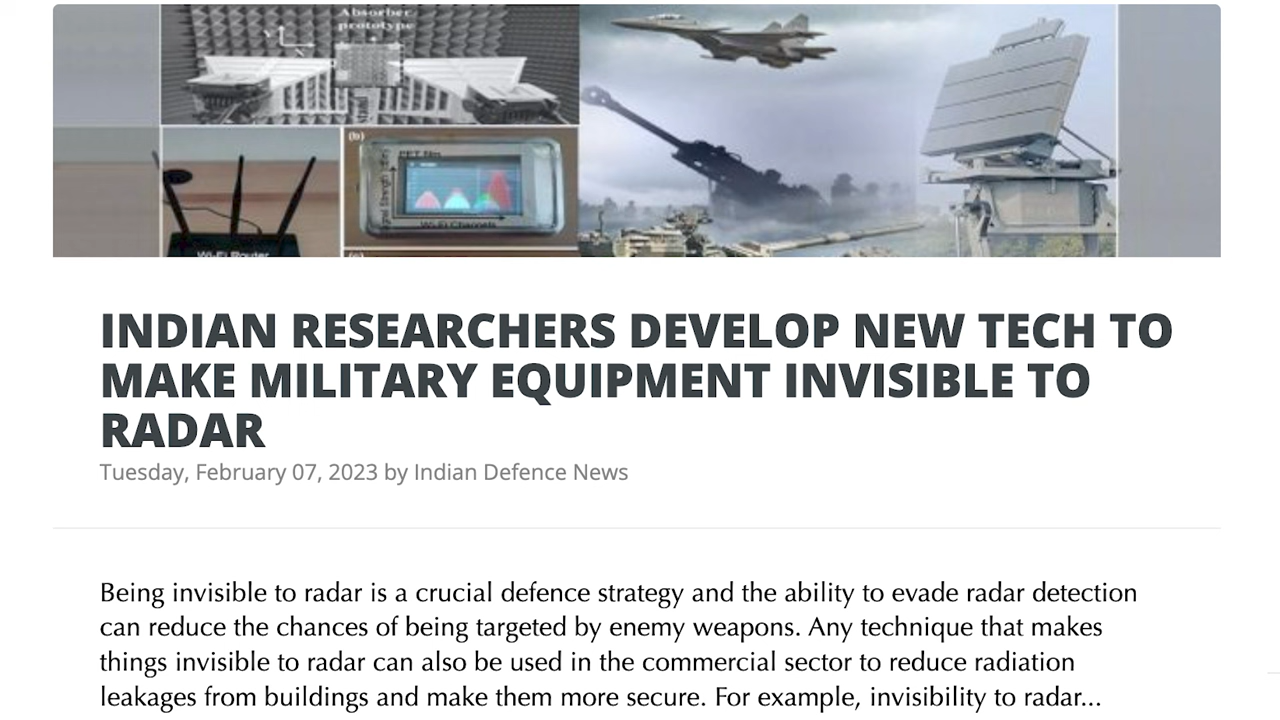 Absorber
prototype
(b)
PET film
Wi-Fi Channels
Wi-Fi Router
INDIAN RESEARCHERS DEVELOP NEW TECH TO
MAKE MILITARY EQUIPMENT INVISIBLE TO
RADAR
Tuesday, February 07, 2023 by Indian Defence News
Being invisible to radar is a crucial defence strategy and the ability to evade radar detection
can reduce the chances of being targeted by enemy weapons. Any technique that makes
things invisible to radar can also be used in the commercial sector to reduce radiation
leakages from buildings and make them more secure. For example, invisibility to radar...